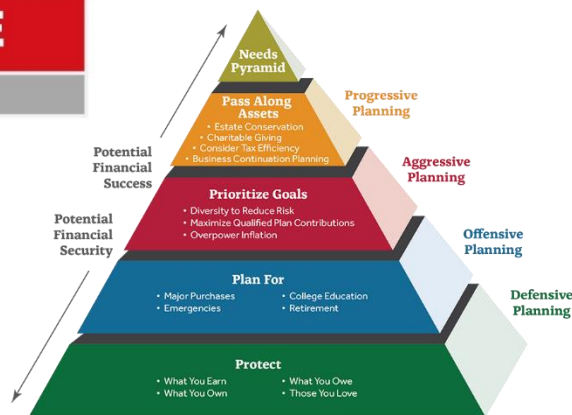 E
Needs
Pyramid
Pass Along
Assets
• Estate Conservation
• Charitable Giving
• Consider Tax Efficiency
• Business Continuation Planning
Progressive
Planning
Potential
Financial
Success
Prioritize Goals
• Diversity to Reduce Risk
• Maximize Qualified Plan Contributions
• Overpower Inflation
Aggressive
Planning
Potential
Financial
Security
Plan For
• Major Purchases
• Emergencies
• College Education
• Retirement
Offensive
Planning
Protect
• What You Earn
• What You Own
• What You Owe
• Those You Love
Defensive
Planning